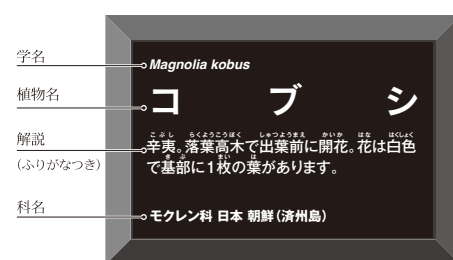 学名
Magnolia kobus
植物名
コブシ
解説
(ふりがなつき)
こぶし らくようこうぼく しゅつようまえ かいか はな はくしょく
辛夷。落葉高木で出葉前に開花。花は白色
きぶ まい は
で基部に1枚の葉があります。
科名
モクレン科 日本 朝鮮(済州島)